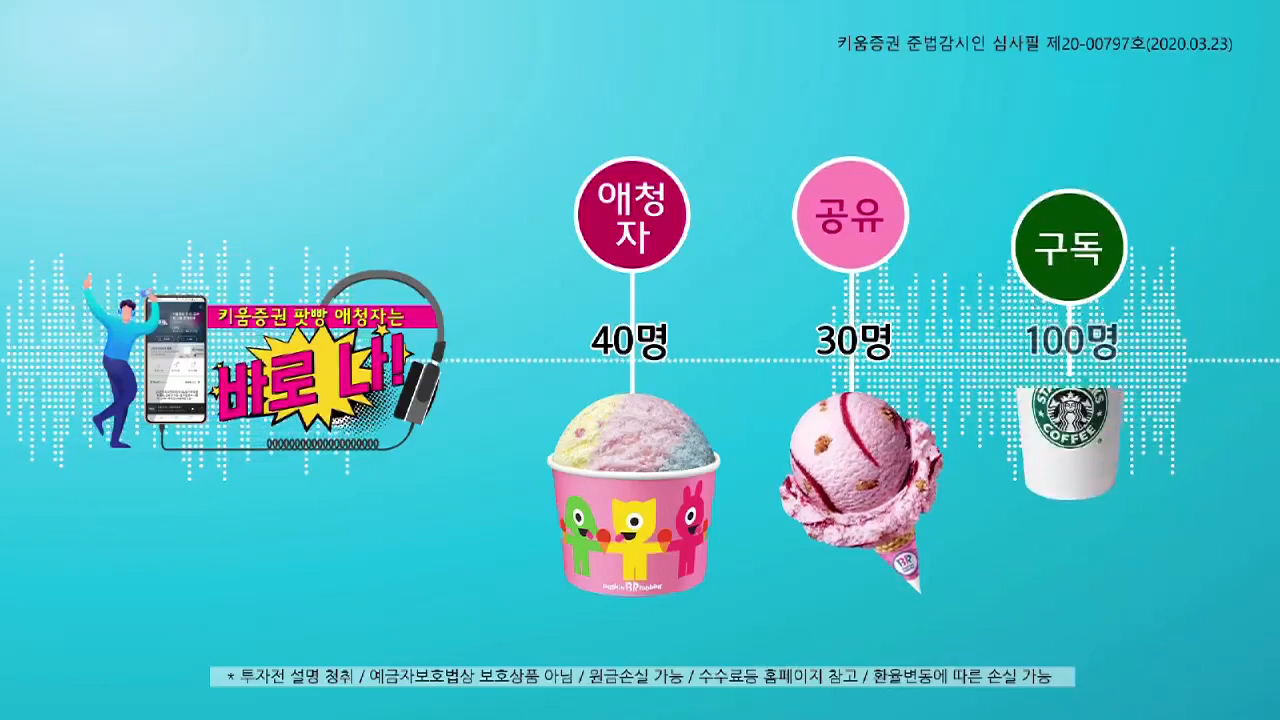 키움증권 준법감시인 심사필 제20-00797호(2020.03.23)
애청
자
공유
구독
키움증권 팟빵 애청자는
바로 나!
40명
30명
100명
COFFEE
BR
baskin BR robbins
* 투자전 설명 청취 / 예금자보호법상 보호상품 아님 / 원금손실 가능 / 수수료등 홈페이지 참고 / 환율변동에 따른 손실 가능